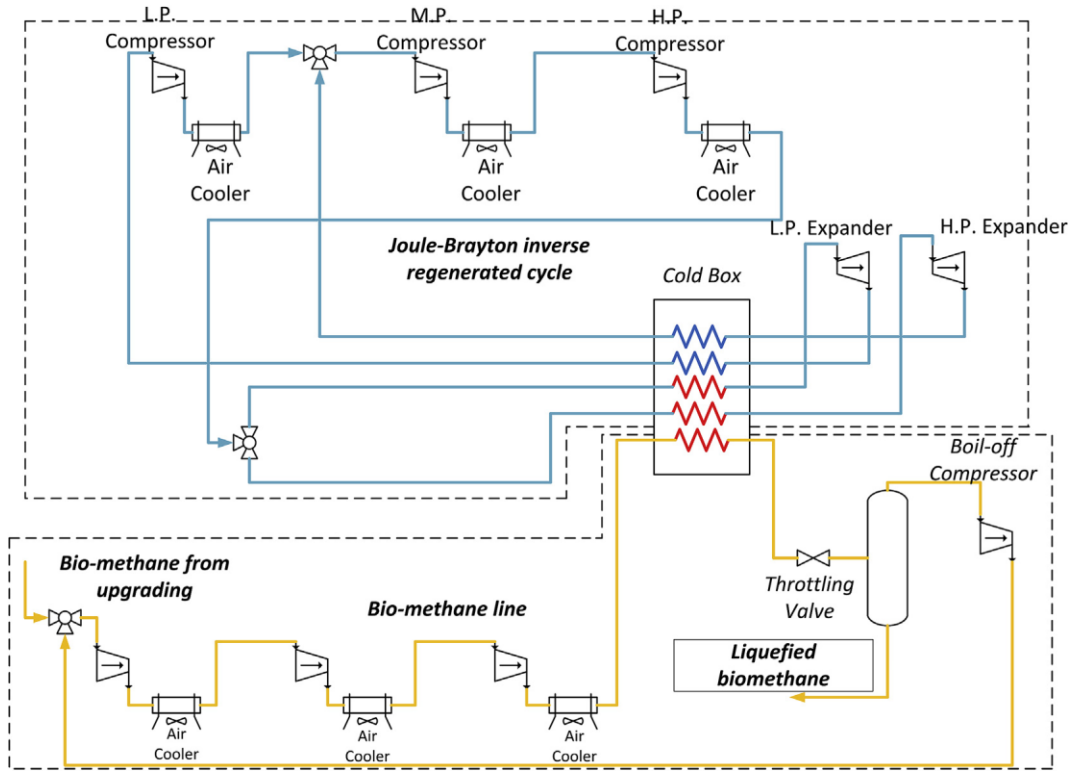 L.P.
Compressor
M.P.
Compressor
H.P.
Compressor
Air
Cooler
Air
Cooler
Air
Cooler
Joule-Brayton inverse
regenerated cycle
L.P. Expander
H.P. Expander
Cold Box
Boil-off
Compressor
Bio-methane from
upgrading
Bio-methane line
Throttling
Valve
Liquefied
biomethane
Air
Cooler
Air
Cooler
Air
Cooler